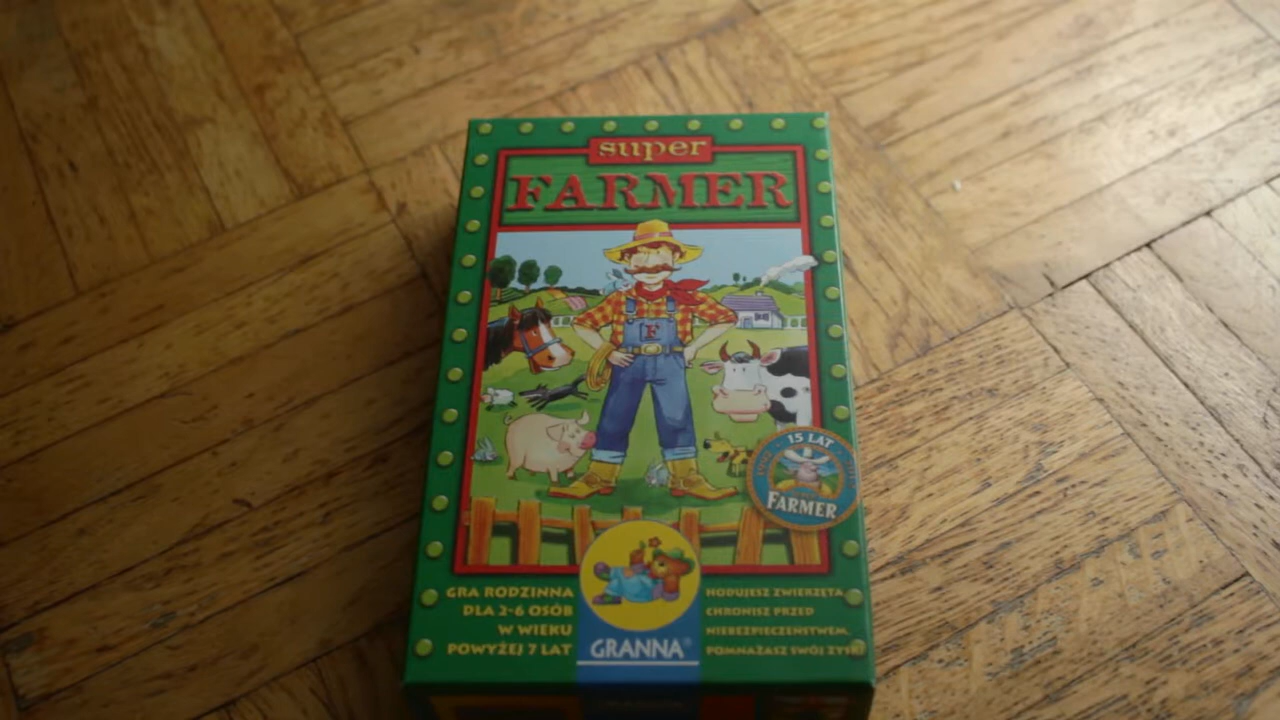 super
FARMER
F
15 LAT
FARMER
GRA RODZINNA
DLA 2-6 OSÓB
W WIEKU
POWYŻEJ 7 LAT
GRANNA®
HODUJESZ ZWIERZĘTA,
CHRONISZ PRZED
NIEBEZPIECZEŃSTWEM,
POMNAŻASZ SWÓJ ZYSK